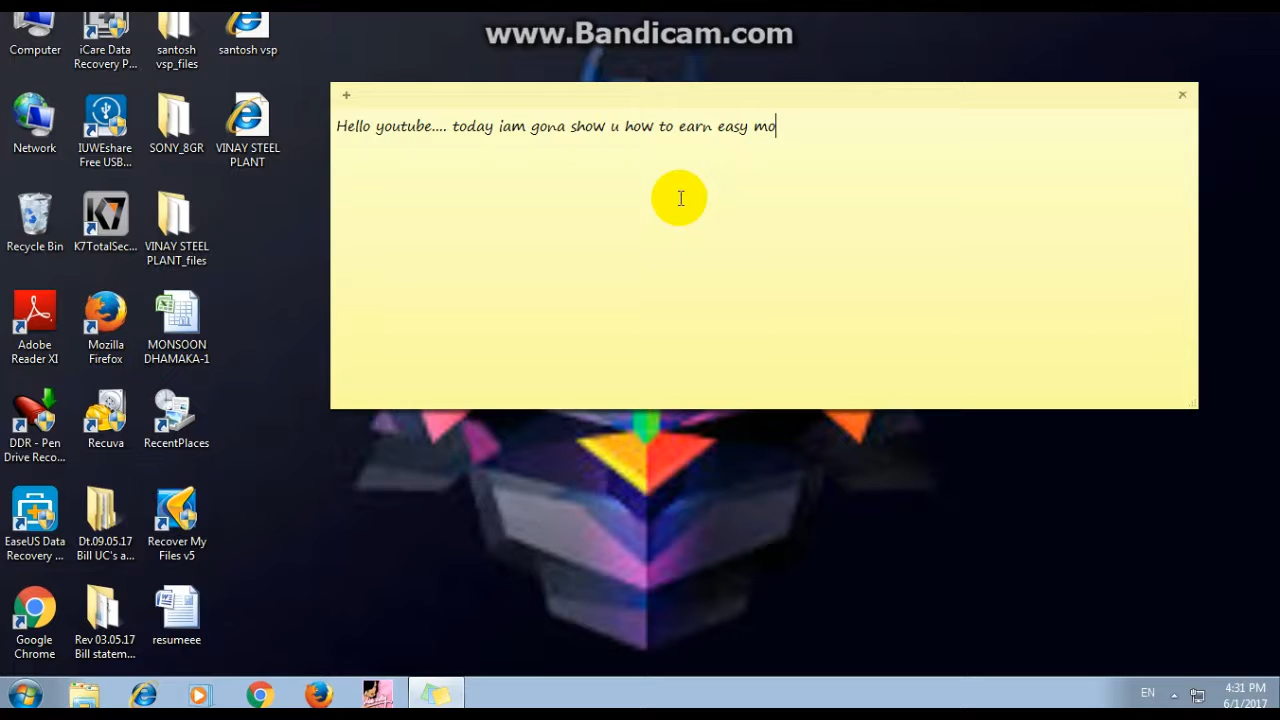 www.Bandicam.com
Hello youtube.... today iam gona show u how to earn easy mo
Computer
iCare Data
Recovery P...
santosh
vsp_files
santosh vsp
Network
IUWEshare
Free USB...
SONY_8GR
VINAY STEEL
PLANT
Recycle Bin
K7TotalSec...
VINAY STEEL
PLANT_files
Adobe
Reader XI
Mozilla
Firefox
MONSOON
DHAMAKA-1
DDR - Pen
Drive Reco...
Recuva
RecentPlaces
EaseUS Data
Recovery ...
Dt.09.05.17
Bill UC's a...
Recover My
Files v5
Google
Chrome
Rev 03.05.17
Bill statem...
resumeee
EN
4:31 PM
6/1/2017